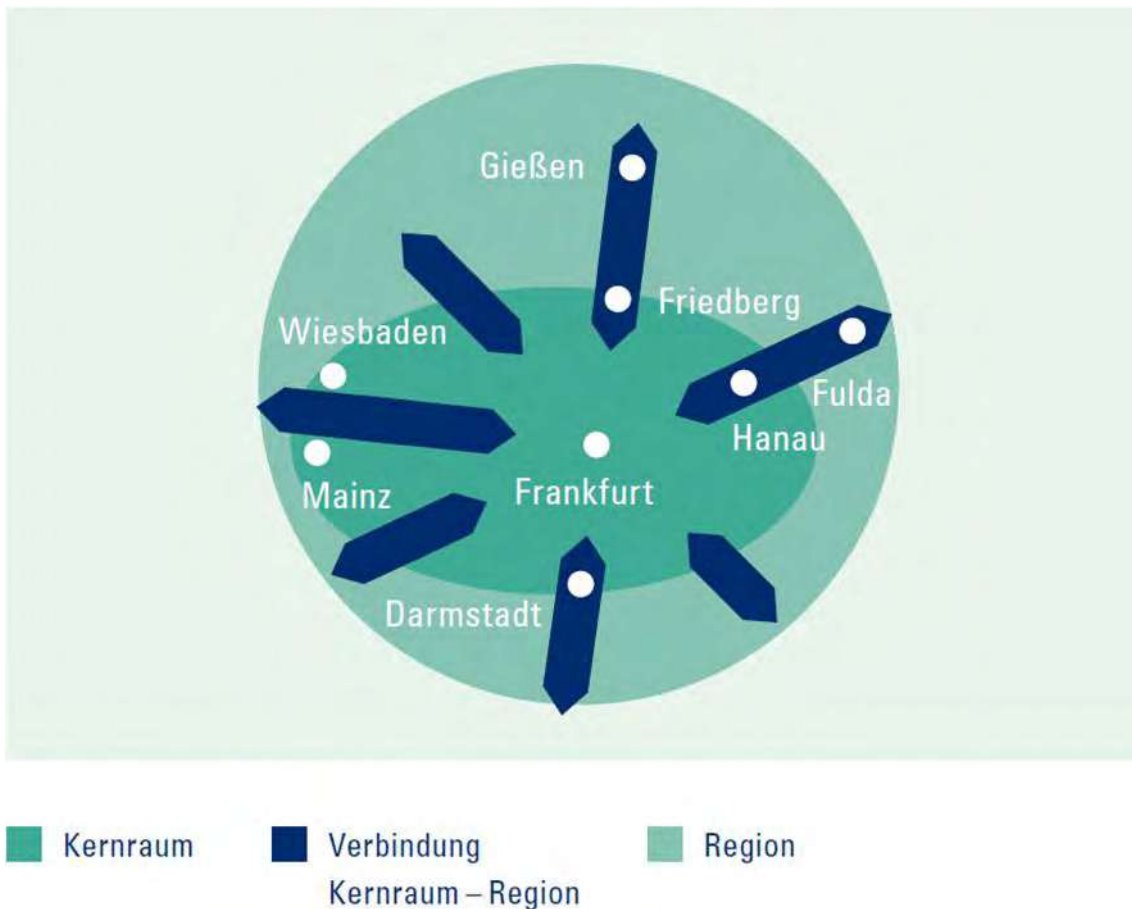 Gießen
Friedberg
Wiesbaden
Fulda
Hanau
Mainz
Frankfurt
Darmstadt
Kernraum
Verbindung
Kernraum – Region
Region